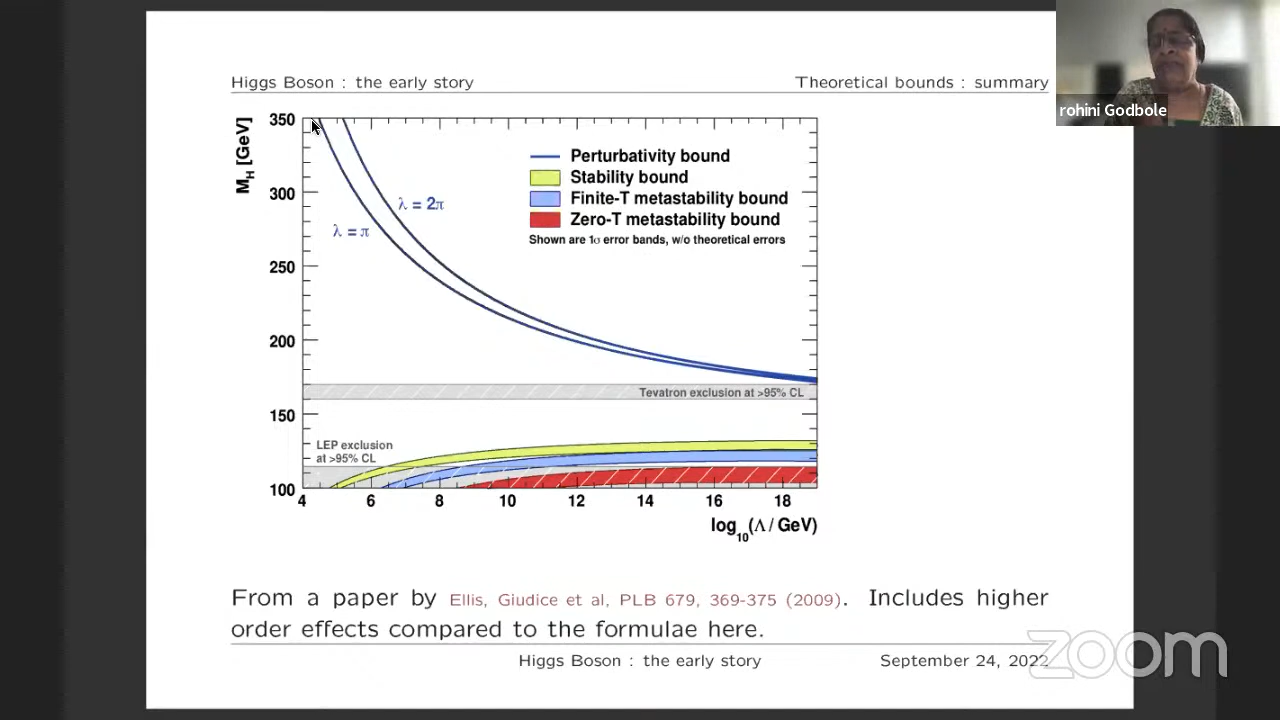 Higgs Boson : the early story
Theoretical bounds : summary
rohini Godbole
M_H [GeV]
350
300
250
200
150
100
λ = 2π
λ = π
Perturbativity bound
Stability bound
Finite-T metastability bound
Zero-T metastability bound
Shown are 1σ error bands, w/o theoretical errors
Tevatron exclusion at >95% CL
LEP exclusion
at >95% CL
4 6 8 10 12 14 16 18
log₁₀(Λ / GeV)
From a paper by Ellis, Giudice et al, PLB 679, 369-375 (2009). Includes higher
order effects compared to the formulae here.
Higgs Boson : the early story
September 24, 2022
zoom